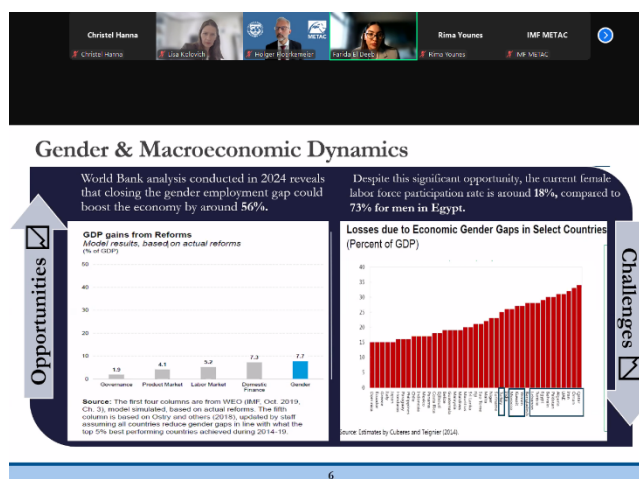 Christel Hanna
Rima Younes
IMF METAC
METAC
Christel Hanna
Lisa Kolovich
Holger Floerkemeier
Farida El Deeb
Rima Younes
IMF METAC
Gender & Macroeconomic Dynamics
World Bank analysis conducted in 2024 reveals
that closing the gender employment gap could
boost the economy by around 56%.
Despite this significant opportunity, the current female
labor force participation rate is around 18%, compared to
73% for men in Egypt.
Opportunities
GDP gains from Reforms
Model results, based on actual reforms
(% of GDP)
60
50
40
30
20
10
0
1.9
4.1
5.2
7.3
7.7
Governance
Product Market
Labor Market
Domestic
Finance
Gender
Source: The first four columns are from WEO (IMF, Oct. 2019,
Ch. 3), model simulated, based on actual reforms. The fifth
column is based on Ostry and others (2018), updated by staff
assuming all countries reduce gender gaps in line with what the
top 5% best performing countries achieved during 2014-19.
Losses due to Economic Gender Gaps in Select Countries
(Percent of GDP)
40
35
30
25
20
15
10
5
0
Source: Estimates by Cuberes and Teignier (2014).
Challenges
6